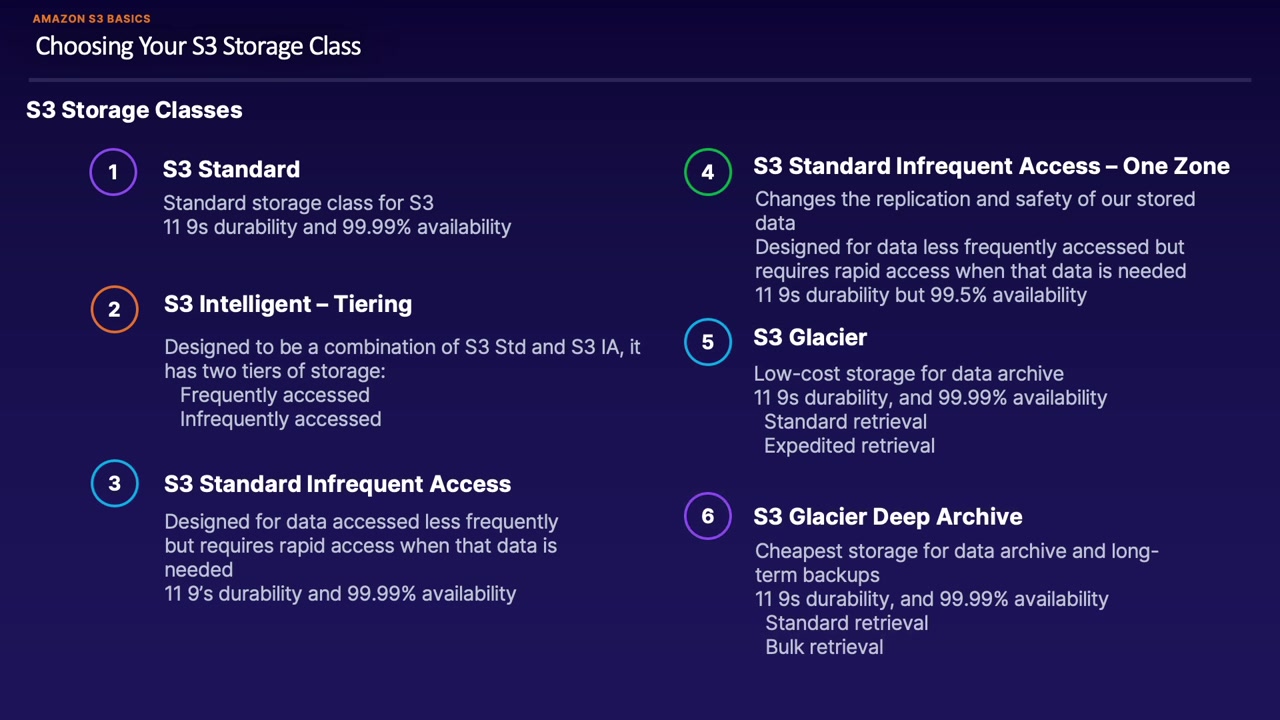 AMAZON S3 BASICS
Choosing Your S3 Storage Class
S3 Storage Classes
1
S3 Standard
Standard storage class for S3
11 9s durability and 99.99% availability
2
S3 Intelligent – Tiering
Designed to be a combination of S3 Std and S3 IA, it
has two tiers of storage:
Frequently accessed
Infrequently accessed
3
S3 Standard Infrequent Access
Designed for data accessed less frequently
but requires rapid access when that data is
needed
11 9’s durability and 99.99% availability
4
S3 Standard Infrequent Access – One Zone
Changes the replication and safety of our stored
data
Designed for data less frequently accessed but
requires rapid access when that data is needed
11 9s durability but 99.5% availability
5
S3 Glacier
Low-cost storage for data archive
11 9s durability, and 99.99% availability
Standard retrieval
Expedited retrieval
6
S3 Glacier Deep Archive
Cheapest storage for data archive and long-
term backups
11 9s durability, and 99.99% availability
Standard retrieval
Bulk retrieval